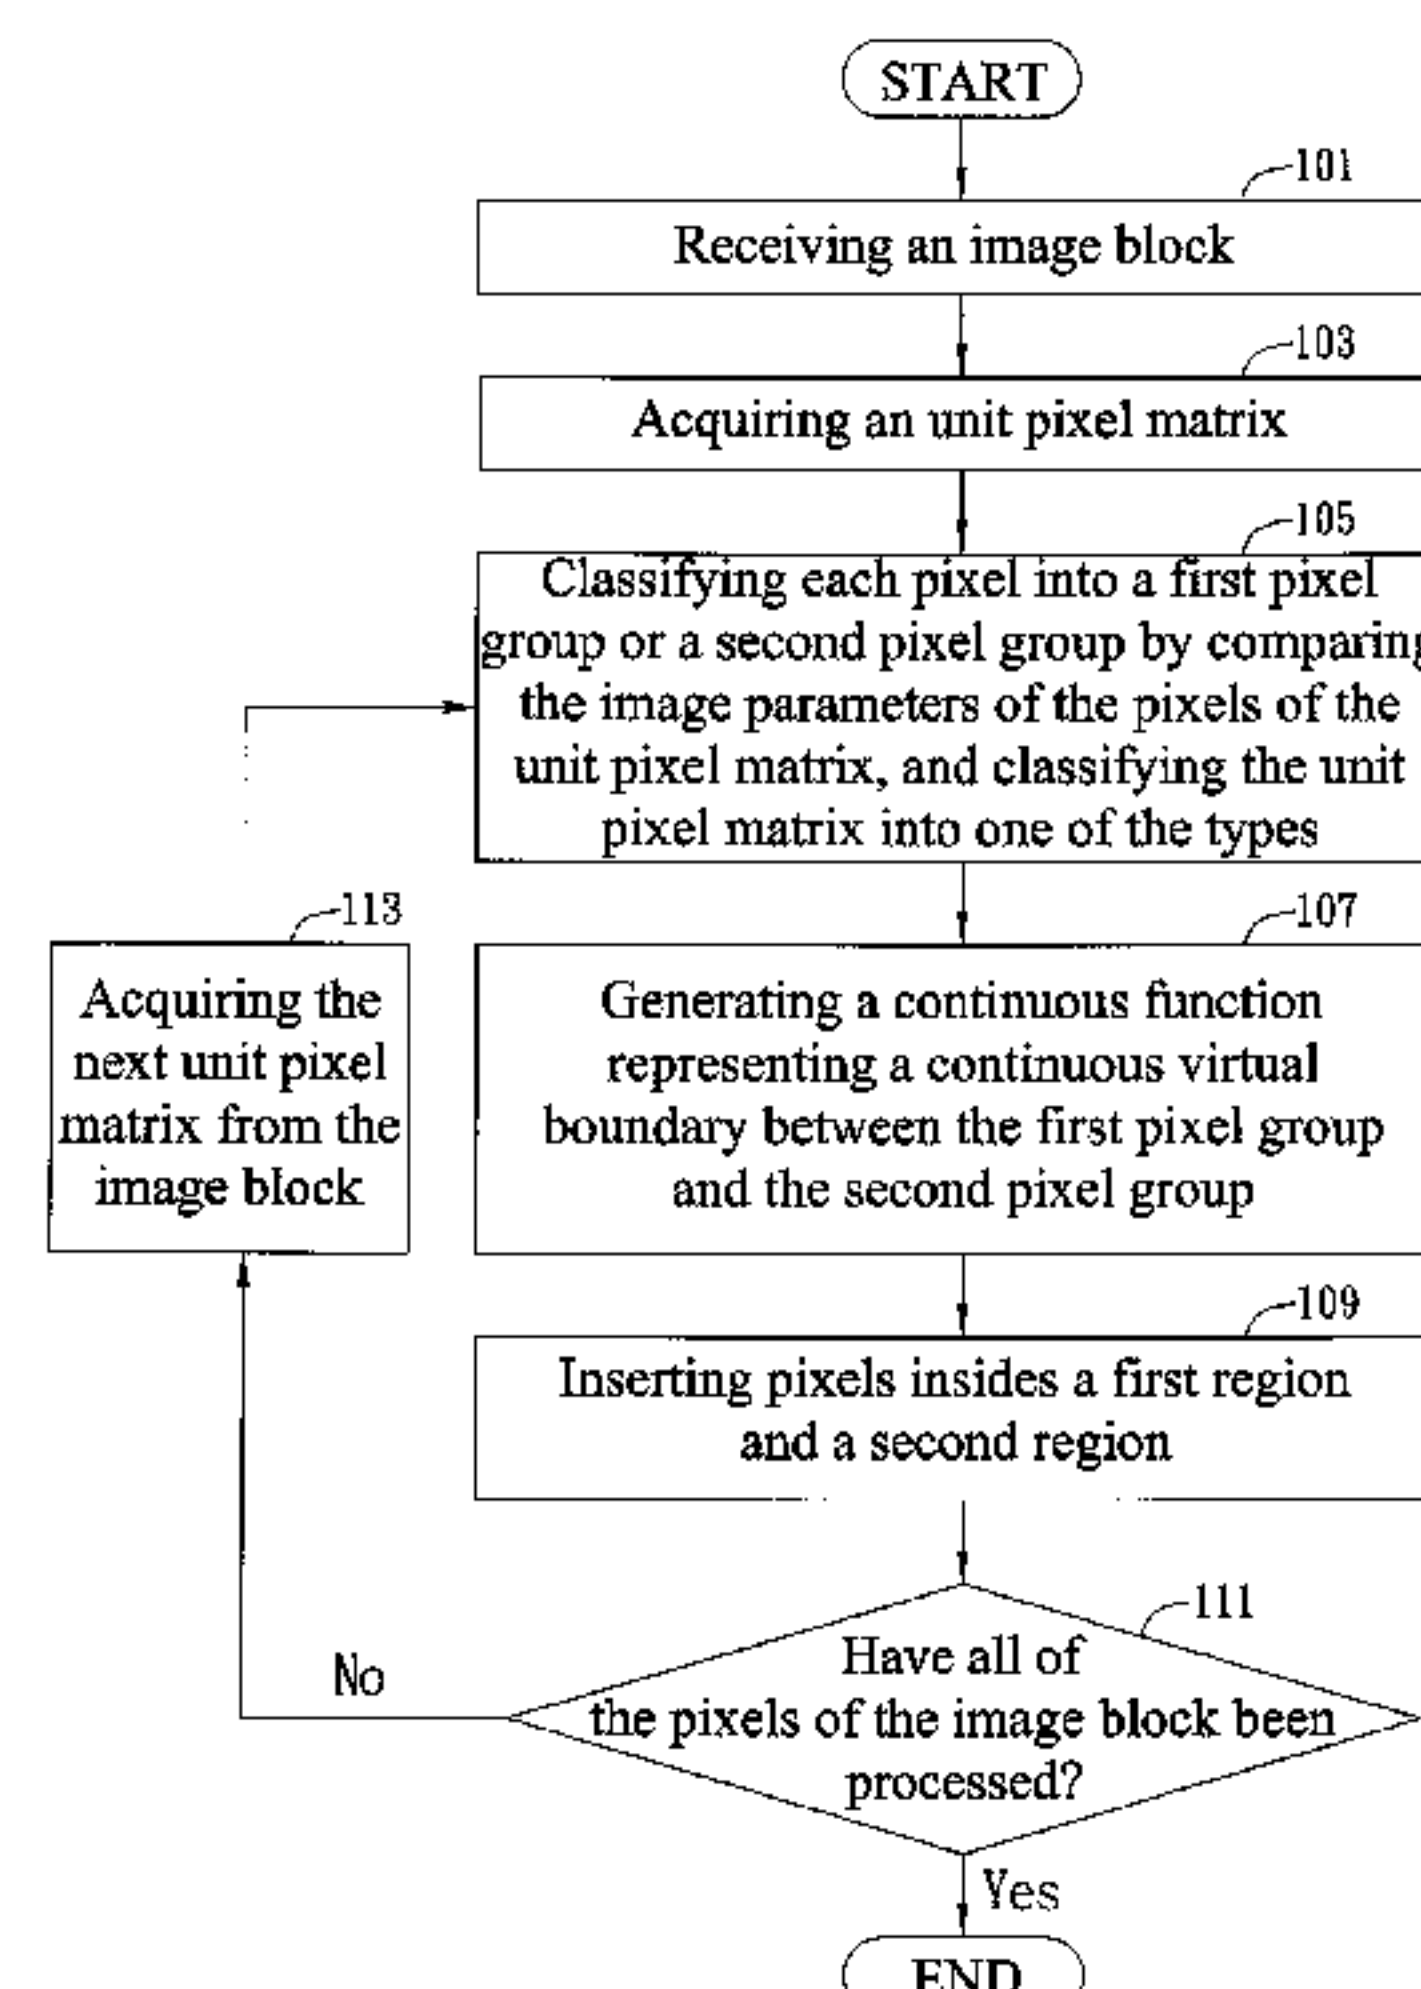 START
101
Receiving an image block
103
Acquiring an unit pixel matrix
105
Classifying each pixel into a first pixel
group or a second pixel group by comparing
the image parameters of the pixels of the
unit pixel matrix, and classifying the unit
pixel matrix into one of the types
113
Acquiring the
next unit pixel
matrix from the
image block
107
Generating a continuous function
representing a continuous virtual
boundary between the first pixel group
and the second pixel group
109
Inserting pixels insides a first region
and a second region
111
Have all of
the pixels of the image block been
processed?
No
Yes
END